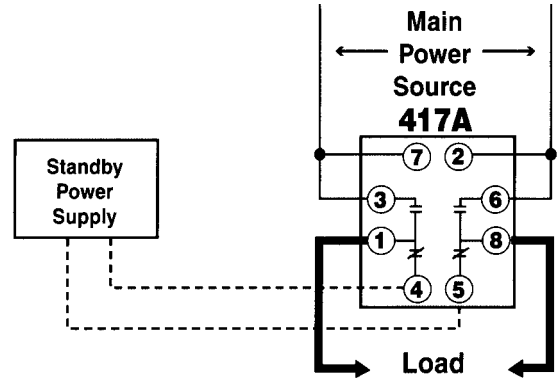 Main
Power
Source
417A
Standby
Power
Supply
7 2
3 6
1 8
4 5
Load